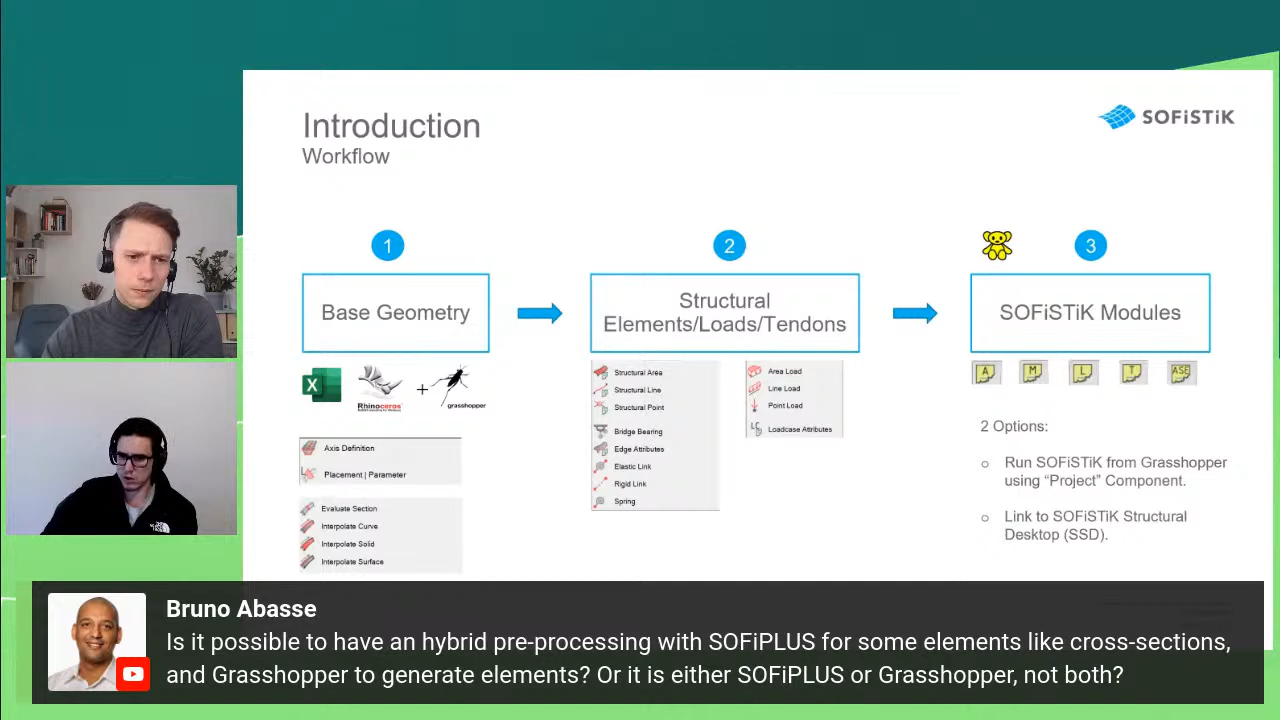 Introduction
Workflow
SOFiSTiK
1
2
3
Base Geometry
Structural
Elements/Loads/Tendons
SOFiSTiK Modules
X
Rhinoceros
+
grasshopper
Axis Definition
Placement | Parameter
Evaluate Section
Interpolate Curve
Interpolate Solid
Interpolate Surface
Structural Area
Structural Line
Structural Point
Bridge Bearing
Edge Attributes
Elastic Link
Rigid Link
Spring
Area Load
Line Load
Point Load
LC Loadcase Attributes
A M L T ASE
2 Options:
Run SOFiSTiK from Grasshopper
using “Project” Component.
Link to SOFiSTiK Structural
Desktop (SSD).
Bruno Abasse
Is it possible to have an hybrid pre-processing with SOFiPLUS for some elements like cross-sections,
and Grasshopper to generate elements? Or it is either SOFiPLUS or Grasshopper, not both?